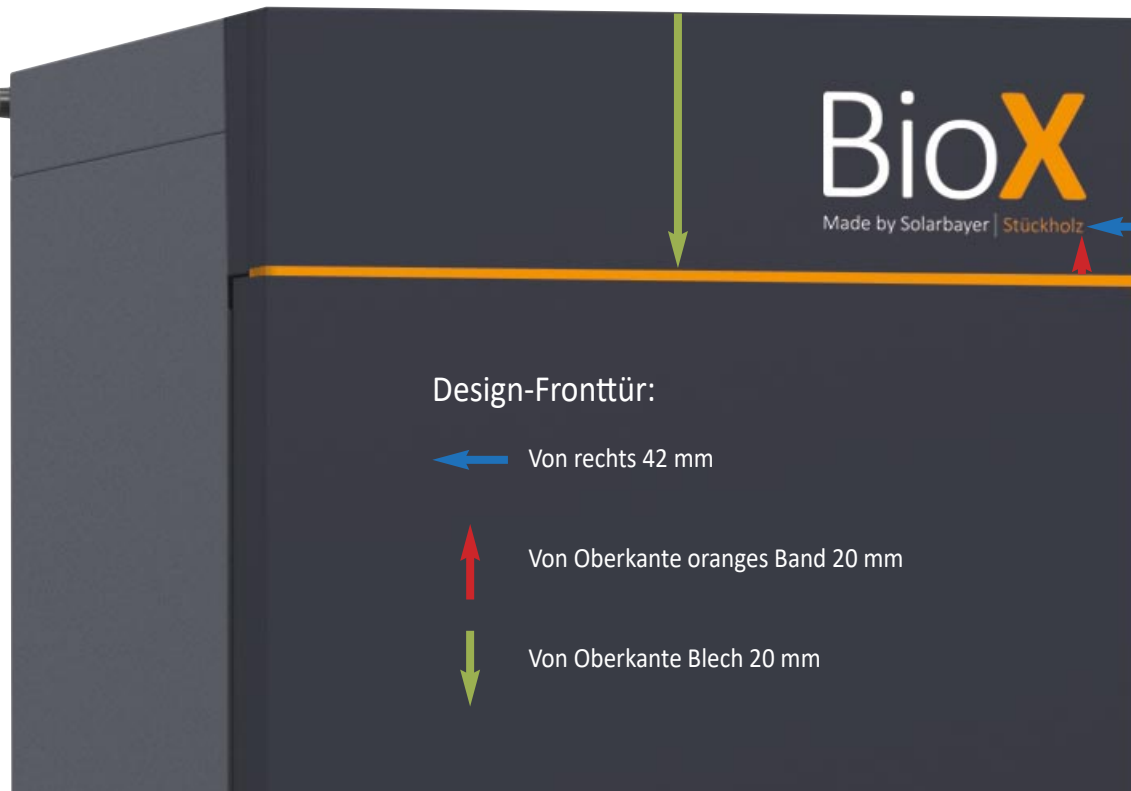 BioX
Made by Solarbayer | Stückholz
Design-Fronttür:
Von rechts 42 mm
Von Oberkante oranges Band 20 mm
Von Oberkante Blech 20 mm